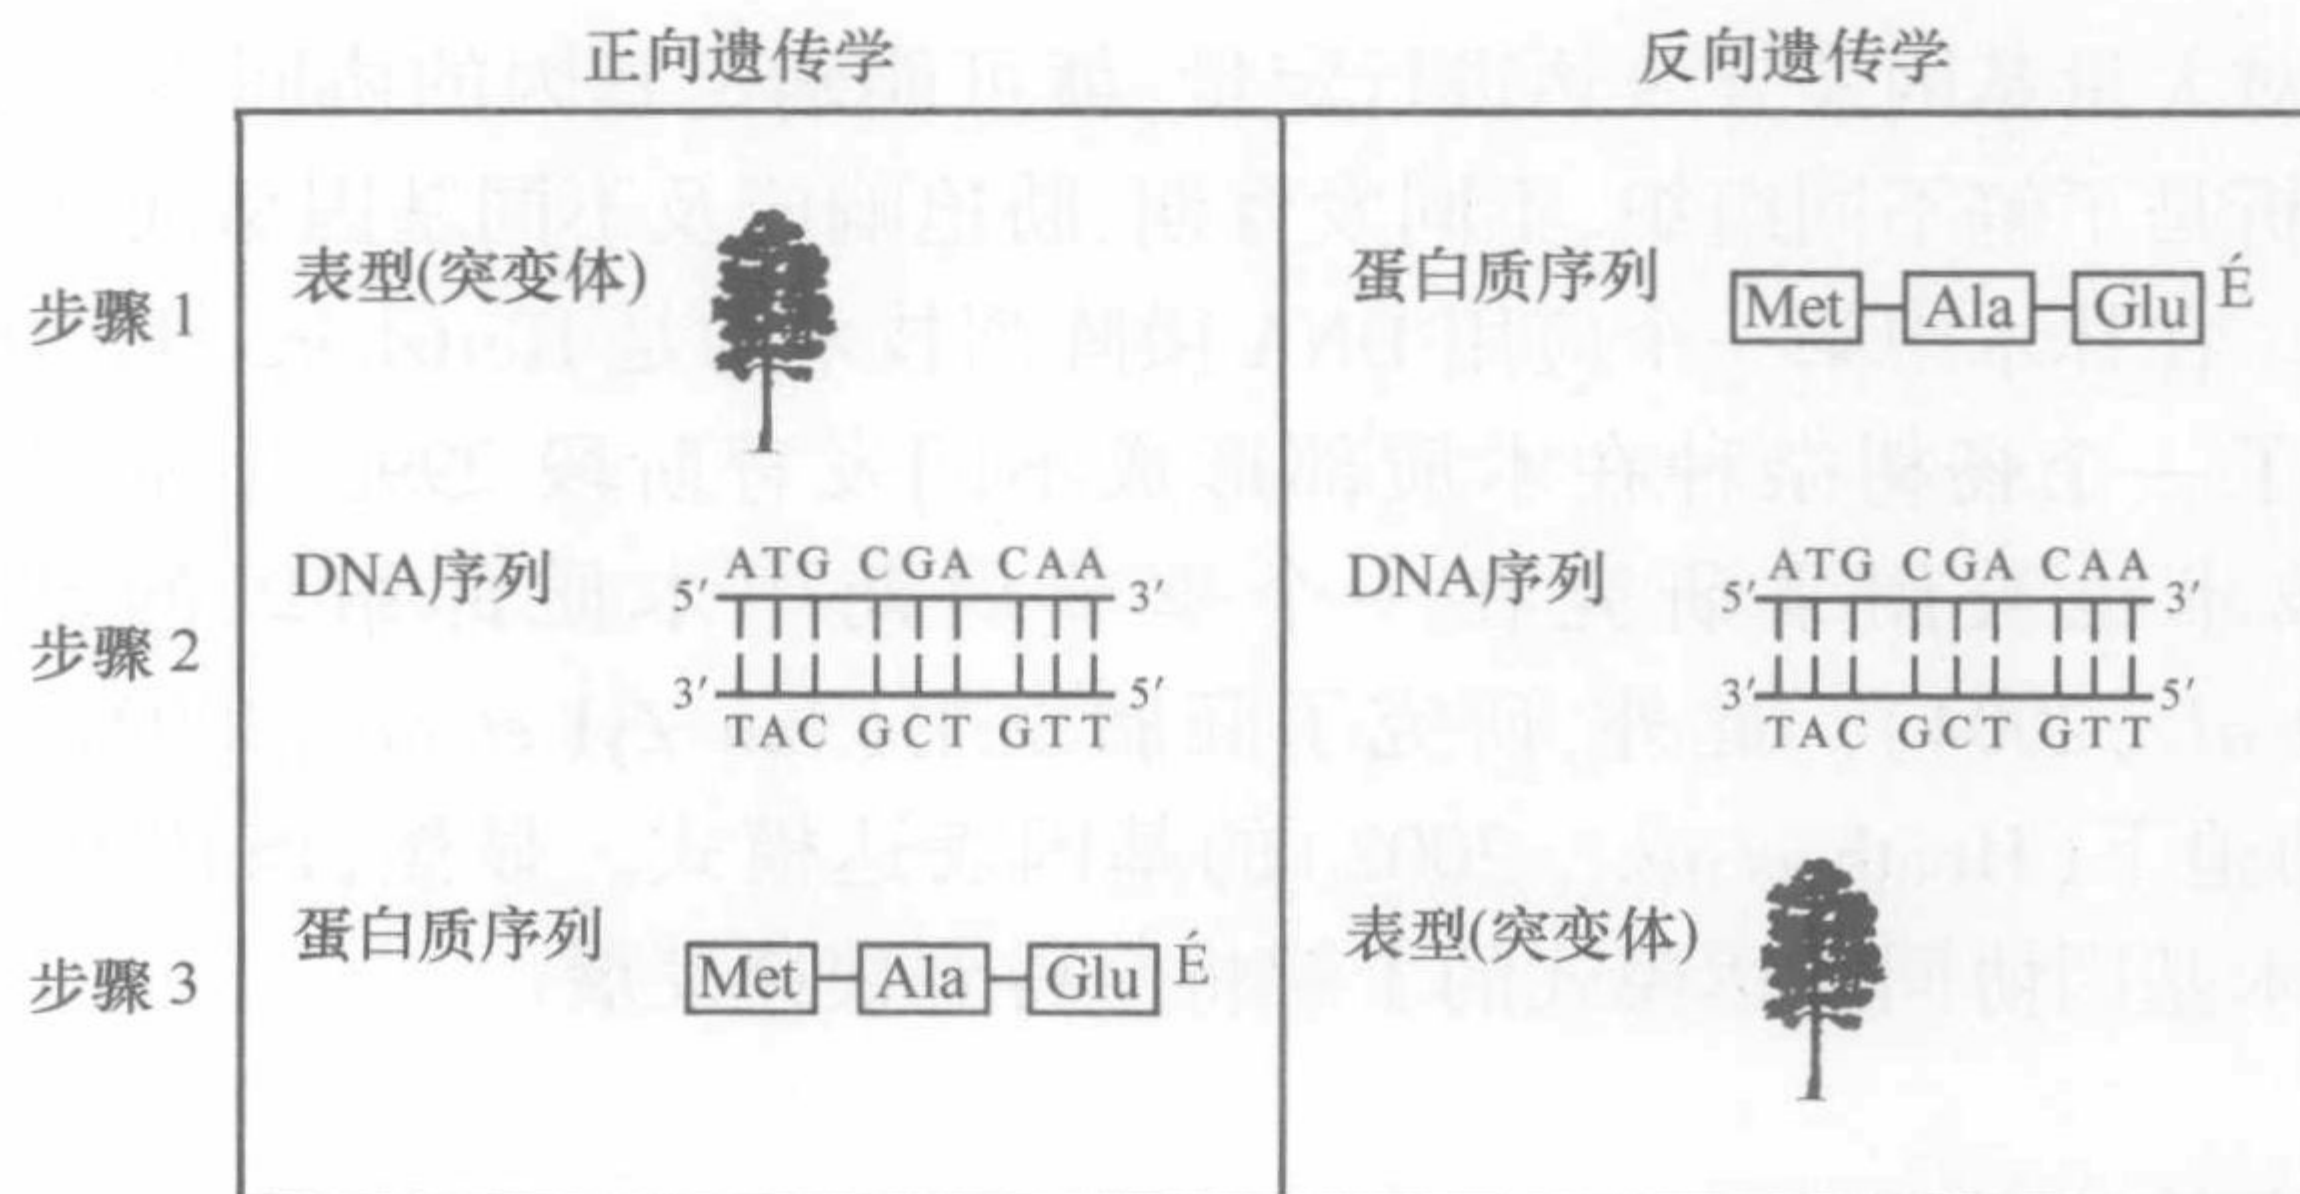 正向遗传学 反向遗传学
步骤 1
表型(突变体)
蛋白质序列 Met Ala Glu É
步骤 2
DNA序列
ATG CGA CAA
5′ 3′
3′ 5′
TAC GCT GTT
DNA序列
ATG CGA CAA
5′ 3′
3′ 5′
TAC GCT GTT
步骤 3
蛋白质序列 Met Ala Glu É
表型(突变体)